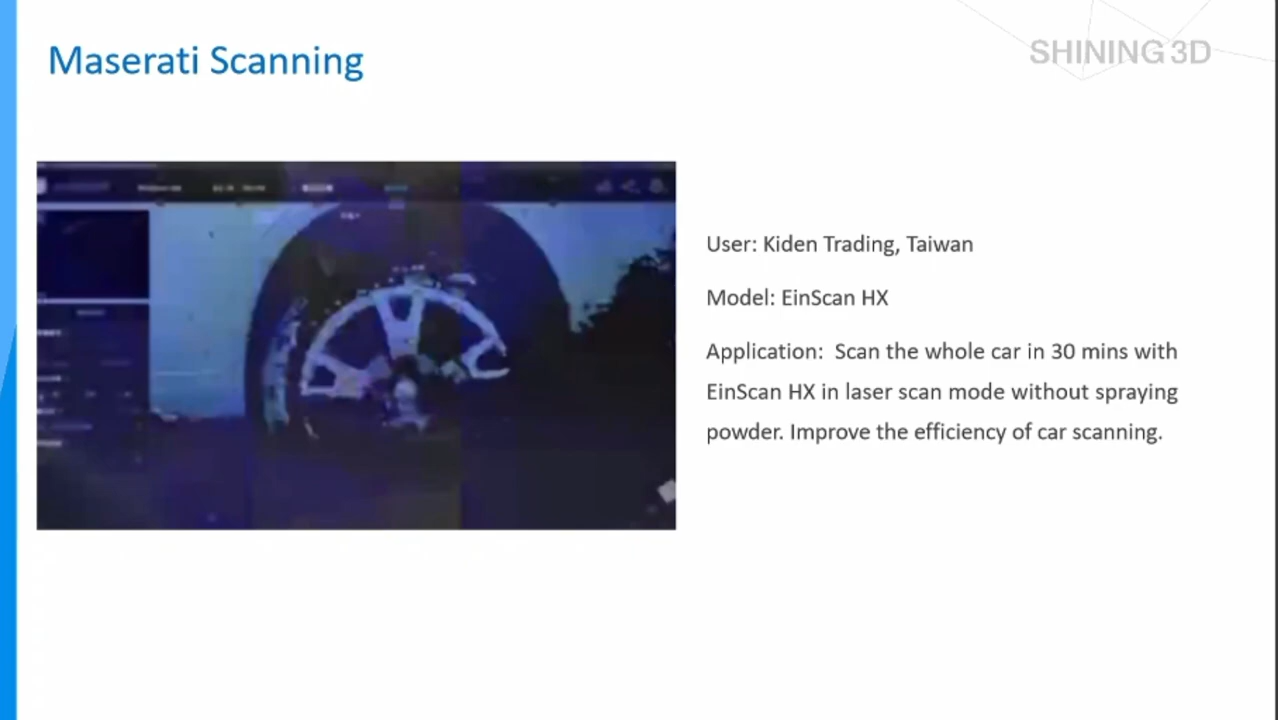 Maserati Scanning
SHINING 3D
User: Kiden Trading, Taiwan
Model: EinScan HX
Application:  Scan the whole car in 30 mins with
EinScan HX in laser scan mode without spraying
powder. Improve the efficiency of car scanning.